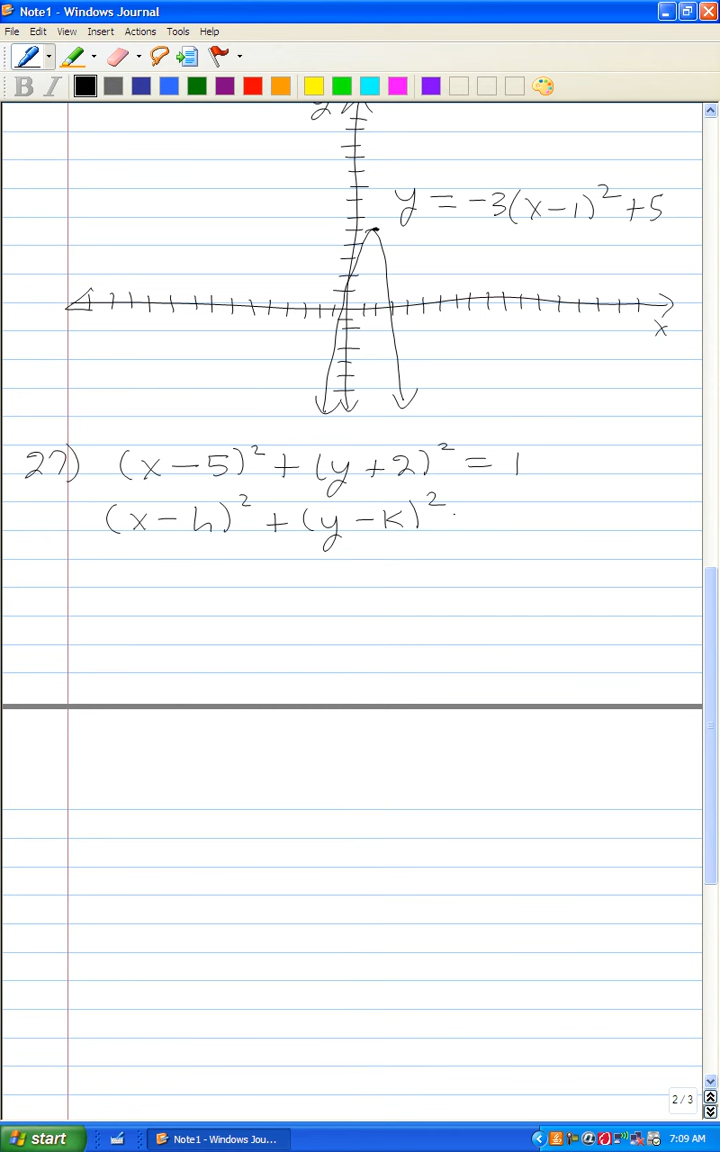 Note1 - Windows Journal
File Edit View Insert Actions Tools Help
B I
y
y = -3(x-1)² +5
x
27) (x-5)² + (y+2)² = 1
(x-h)² + (y-k)²
2 / 3
start
Note1 - Windows Jou...
7:09 AM